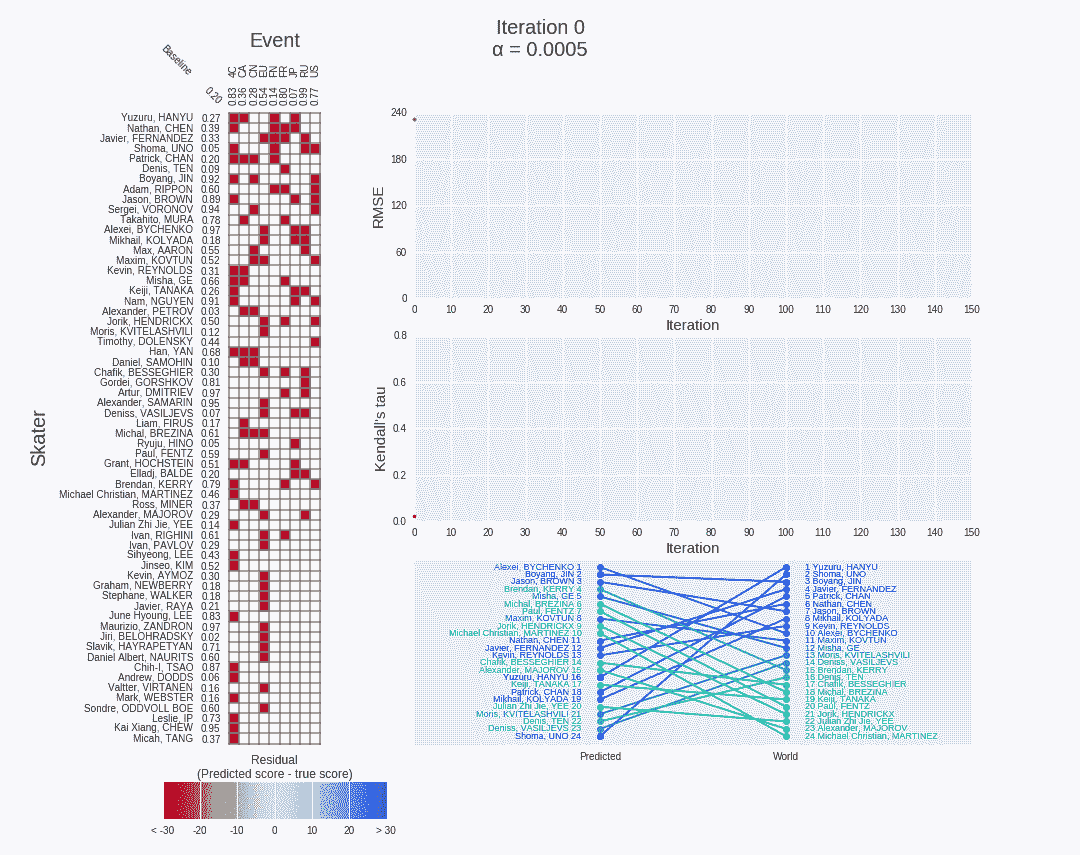 Iteration 0
α = 0.0005
Event
Baseline
0.20
4C CA CN EU FN FR JP RU US
0.83 0.36 0.28 0.54 0.14 0.80 0.07 0.99 0.77
Skater
Yuzuru, HANYU 0.27
Nathan, CHEN 0.39
Javier, FERNANDEZ 0.33
Shoma, UNO 0.05
Patrick, CHAN 0.20
Denis, TEN 0.09
Boyang, JIN 0.92
Adam, RIPPON 0.60
Jason, BROWN 0.89
Sergei, VORONOV 0.94
Takahito, MURA 0.78
Alexei, BYCHENKO 0.97
Mikhail, KOLYADA 0.18
Max, AARON 0.55
Maxim, KOVTUN 0.52
Kevin, REYNOLDS 0.31
Misha, GE 0.66
Keiji, TANAKA 0.26
Nam, NGUYEN 0.91
Alexander, PETROV 0.03
Jorik, HENDRICKX 0.50
Moris, KVITELASHVILI 0.12
Timothy, DOLENSKY 0.44
Han, YAN 0.68
Daniel, SAMOHIN 0.10
Chafik, BESSEGHIER 0.30
Gordei, GORSHKOV 0.81
Artur, DMITRIEV 0.97
Alexander, SAMARIN 0.95
Deniss, VASILJEVS 0.07
Liam, FIRUS 0.17
Michal, BREZINA 0.61
Ryuju, HINO 0.05
Paul, FENTZ 0.59
Grant, HOCHSTEIN 0.51
Elladj, BALDE 0.20
Brendan, KERRY 0.79
Michael Christian, MARTINEZ 0.46
Ross, MINER 0.37
Alexander, MAJOROV 0.29
Julian Zhi Jie, YEE 0.14
Ivan, RIGHINI 0.61
Ivan, PAVLOV 0.29
Sihyeong, LEE 0.43
Jinseo, KIM 0.52
Kevin, AYMOZ 0.30
Graham, NEWBERRY 0.18
Stephane, WALKER 0.18
Javier, RAYA 0.21
June Hyoung, LEE 0.83
Maurizio, ZANDRON 0.97
Jiri, BELOHRADSKY 0.02
Slavik, HAYRAPETYAN 0.71
Daniel Albert, NAURITS 0.60
Chih-I, TSAO 0.87
Andrew, DODDS 0.06
Valtter, VIRTANEN 0.16
Mark, WEBSTER 0.16
Sondre, ODDVOLL BOE 0.60
Leslie, IP 0.73
Kai Xiang, CHEW 0.95
Micah, TANG 0.37
Residual
(Predicted score - true score)
< -30 -20 -10 0 10 20 > 30
RMSE
240
180
120
60
0
0 10 20 30 40 50 60 70 80 90 100 110 120 130 140 150
Iteration
Kendall's tau
0.8
0.6
0.4
0.2
0.0
0 10 20 30 40 50 60 70 80 90 100 110 120 130 140 150
Iteration
Alexei, BYCHENKO 1
Boyang, JIN 2
Jason, BROWN 3
Brendan, KERRY 4
Misha, GE 5
Michal, BREZINA 6
Paul, FENTZ 7
Maxim, KOVTUN 8
Jorik, HENDRICKX 9
Michael Christian, MARTINEZ 10
Nathan, CHEN 11
Javier, FERNANDEZ 12
Kevin, REYNOLDS 13
Chafik, BESSEGHIER 14
Alexander, MAJOROV 15
Yuzuru, HANYU 16
Keiji, TANAKA 17
Patrick, CHAN 18
Mikhail, KOLYADA 19
Julian Zhi Jie, YEE 20
Moris, KVITELASHVILI 21
Denis, TEN 22
Deniss, VASILJEVS 23
Shoma, UNO 24
1 Yuzuru, HANYU
2 Shoma, UNO
3 Boyang, JIN
4 Javier, FERNANDEZ
5 Patrick, CHAN
6 Nathan, CHEN
7 Jason, BROWN
8 Mikhail, KOLYADA
9 Kevin, REYNOLDS
10 Alexei, BYCHENKO
11 Maxim, KOVTUN
12 Misha, GE
13 Moris, KVITELASHVILI
14 Deniss, VASILJEVS
15 Brendan, KERRY
16 Denis, TEN
17 Chafik, BESSEGHIER
18 Michal, BREZINA
19 Keiji, TANAKA
20 Paul, FENTZ
21 Jorik, HENDRICKX
22 Julian Zhi Jie, YEE
23 Alexander, MAJOROV
24 Michael Christian, MARTINEZ
Predicted
World